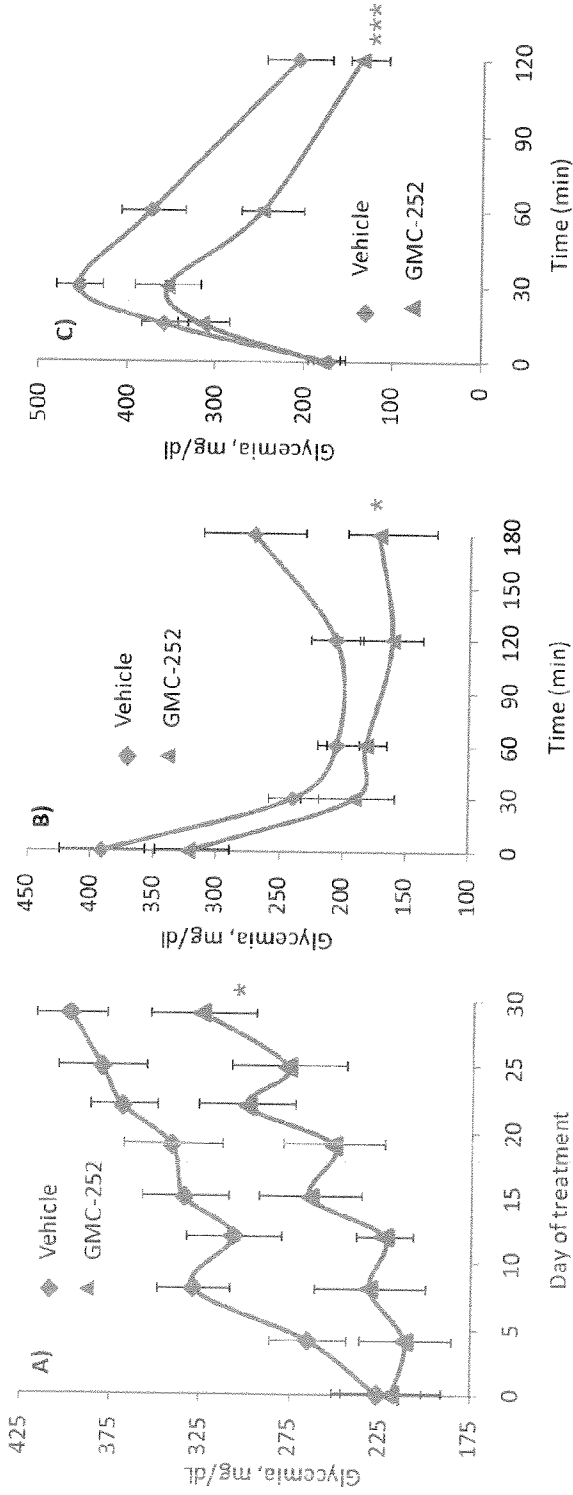 A)
Vehicle
GMC-252
Glycemia, mg/dL
425
375
325
275
225
175
0
5
10
15
20
25
30
Day of treatment
*
B)
Vehicle
GMC-252
Glycemia, mg/dl
450
400
350
300
250
200
150
100
0
30
60
90
120
150
180
Time (min)
*
C)
Vehicle
GMC-252
Glycemia, mg/dl
500
400
300
200
100
0
0
30
60
90
120
Time (min)
***